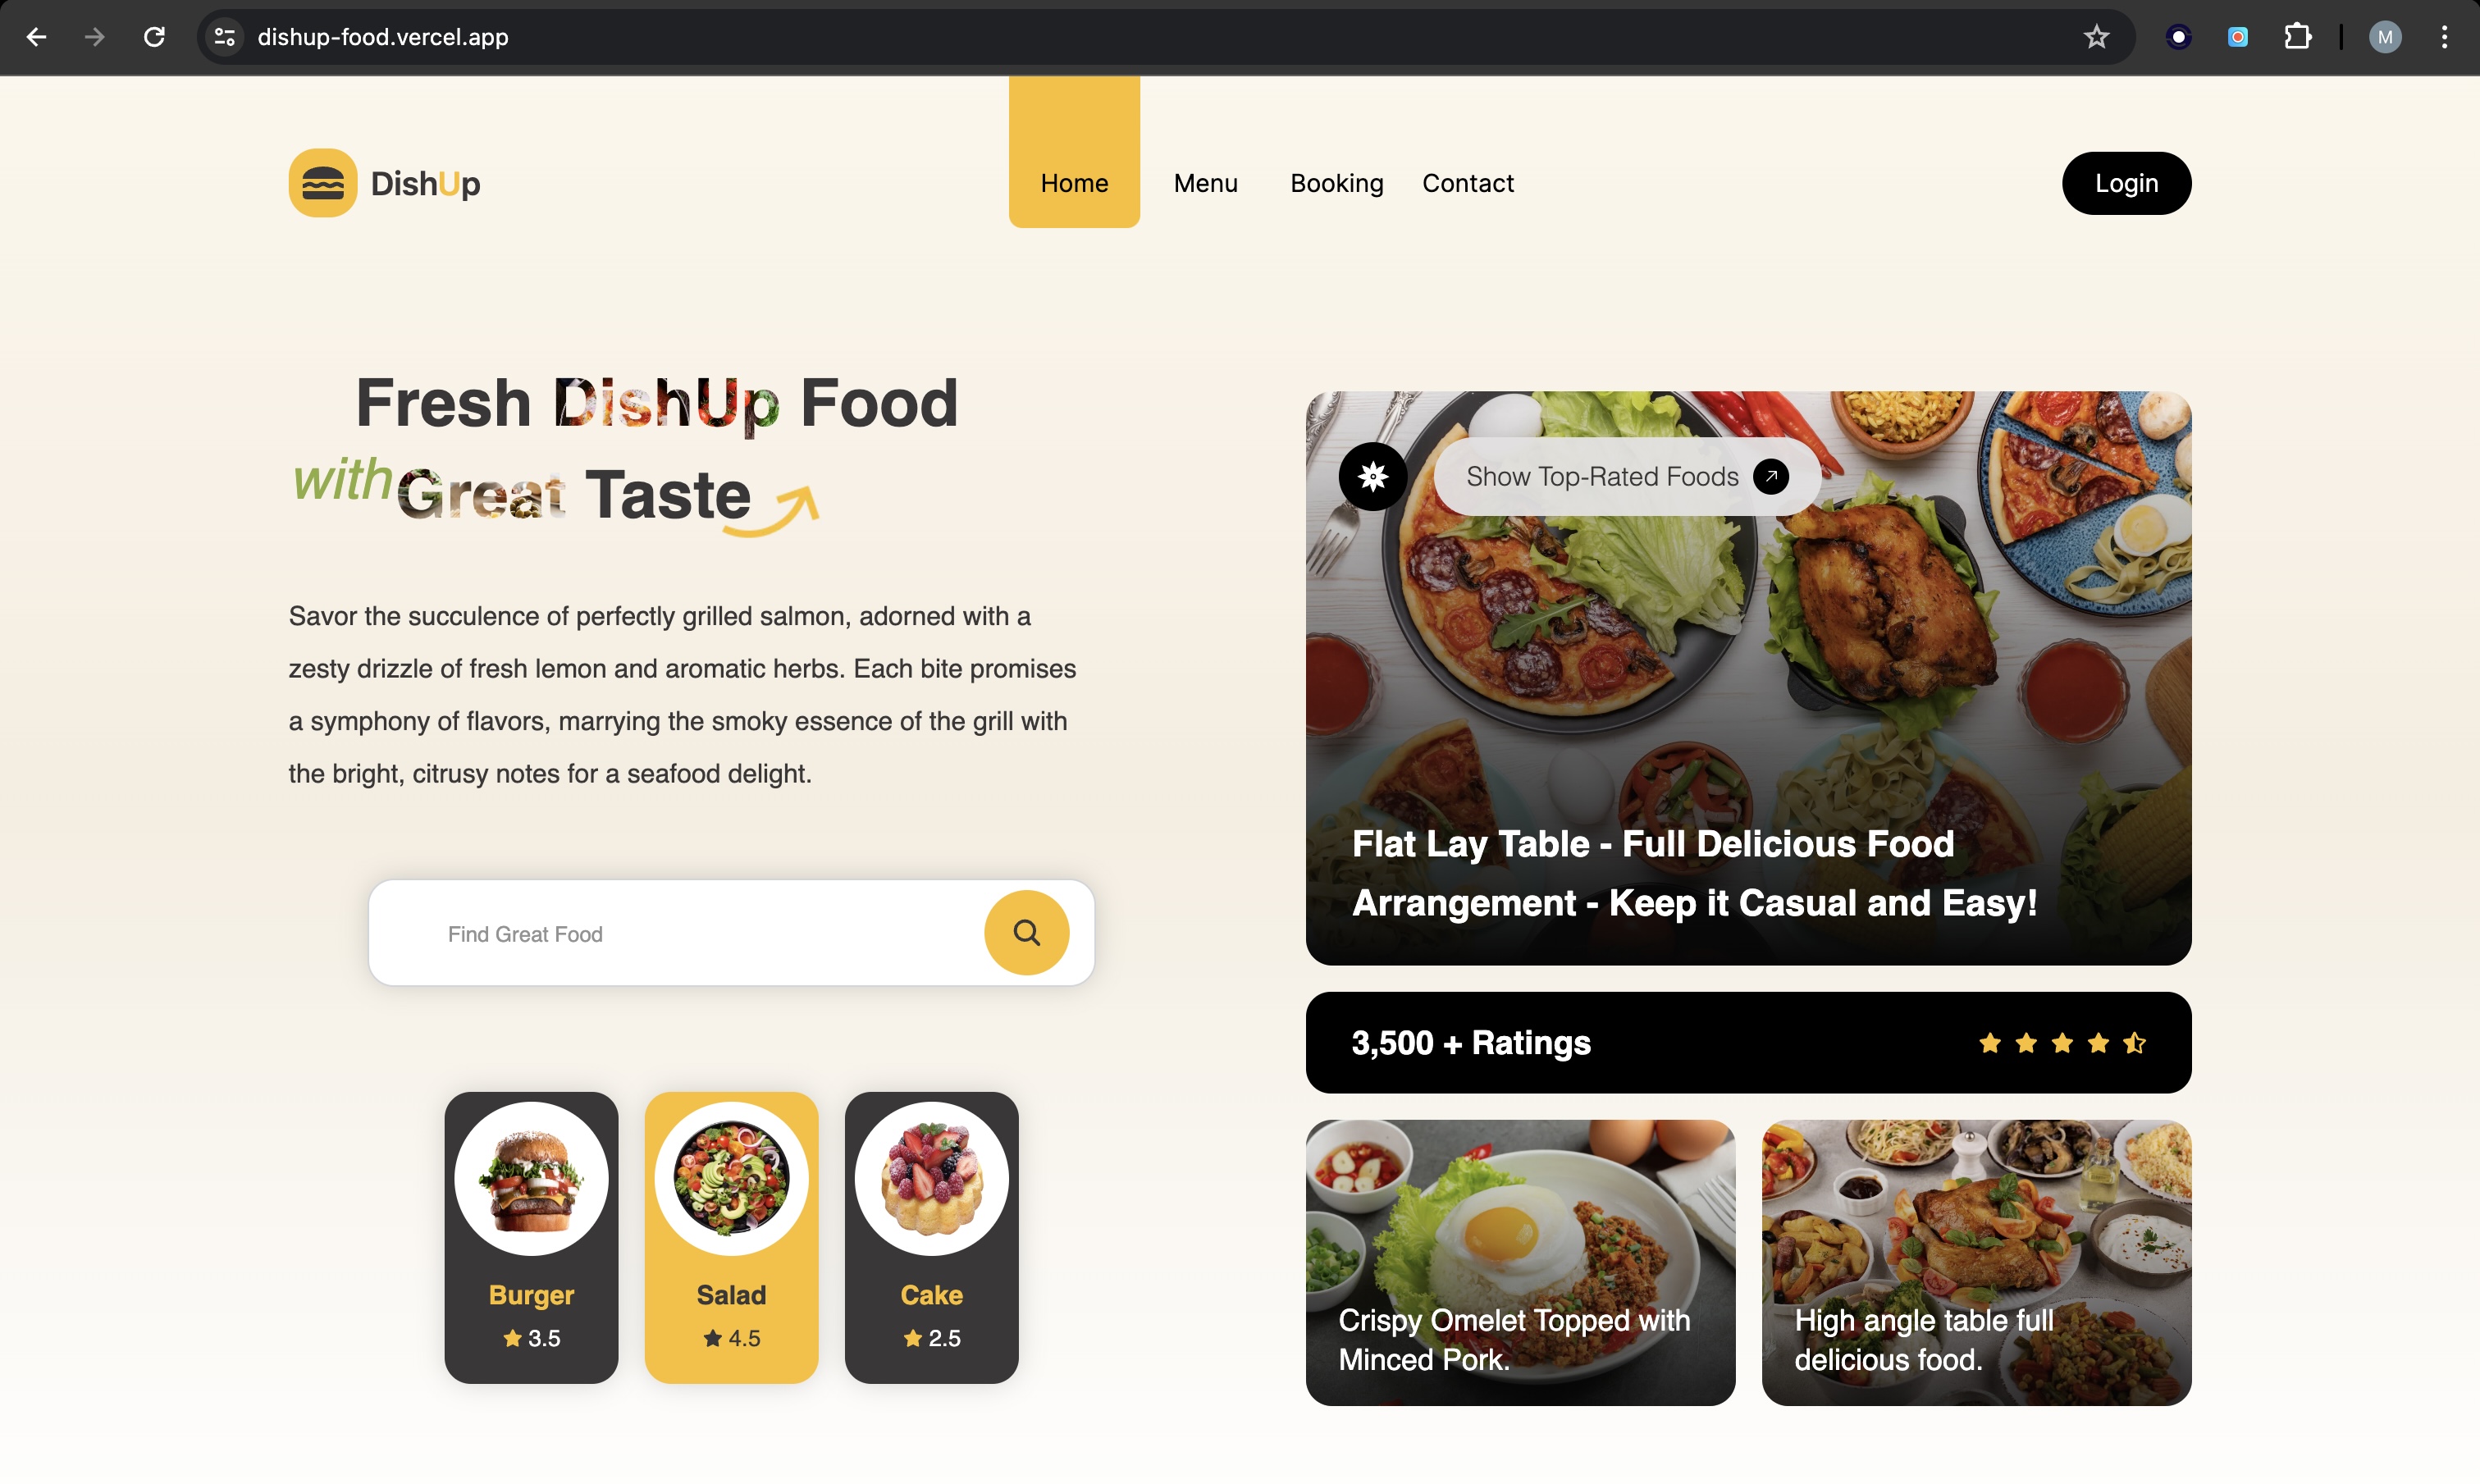 dishup-food.vercel.app
M
DishUp
Home
Menu
Booking
Contact
Login
Fresh DishUp Food
with Great Taste
Savor the succulence of perfectly grilled salmon, adorned with a
zesty drizzle of fresh lemon and aromatic herbs. Each bite promises
a symphony of flavors, marrying the smoky essence of the grill with
the bright, citrusy notes for a seafood delight.
Find Great Food
Burger
3.5
Salad
4.5
Cake
2.5
Show Top-Rated Foods
Flat Lay Table - Full Delicious Food
Arrangement - Keep it Casual and Easy!
3,500 + Ratings
Crispy Omelet Topped with
Minced Pork.
High angle table full
delicious food.